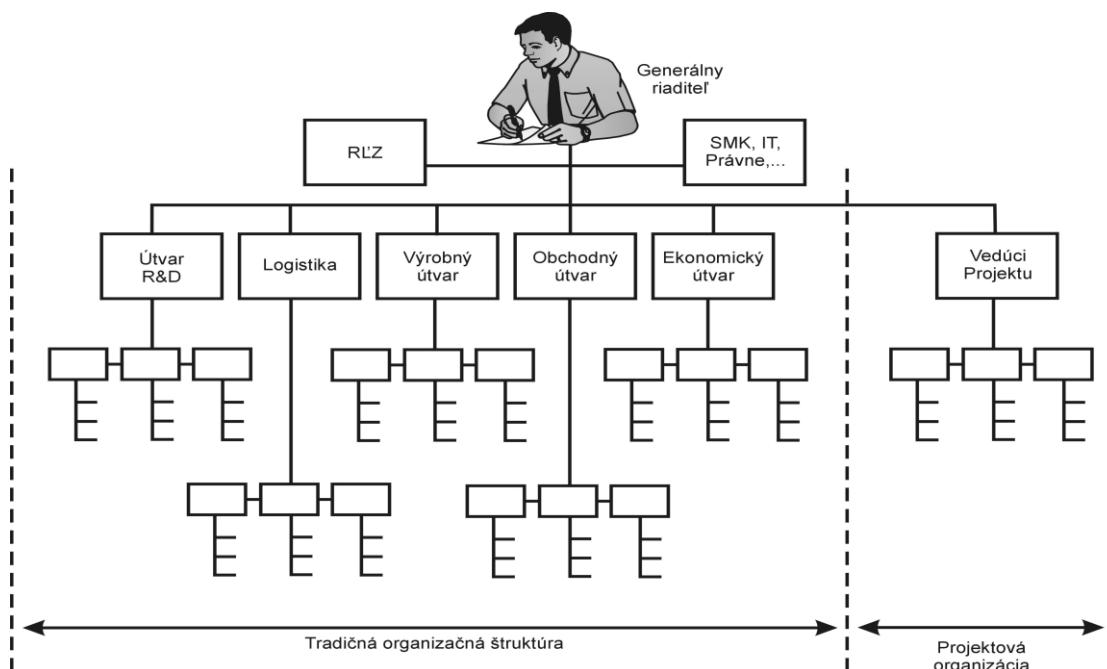 Generálny
riaditeľ
RĽZ
SMK, IT,
Právne,...
Útvar
R&D
Logistika
Výrobný
útvar
Obchodný
útvar
Ekonomický
útvar
Vedúci
Projektu
Tradičná organizačná štruktúra
Projektová
organizácia